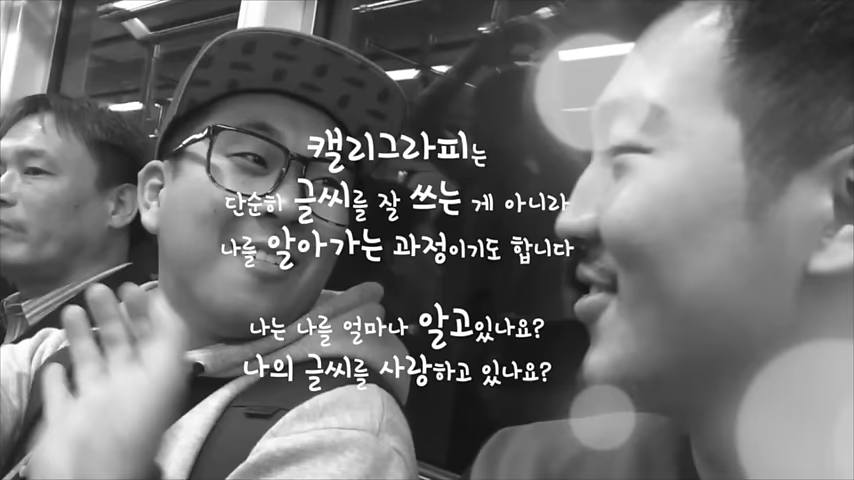 캘리그라피는
단순히 글씨를 잘 쓰는 게 아니라
나를 알아가는 과정이기도 합니다
나는 나를 얼마나 알고있나요?
나의 글씨를 사랑하고 있나요?